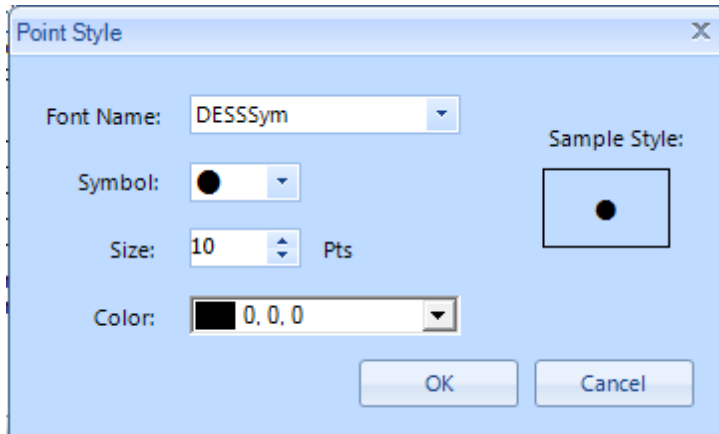 Point Style
Font Name: DESSSym
Sample Style:
Symbol:
Size: 10 Pts
Color: 0, 0, 0
OK Cancel